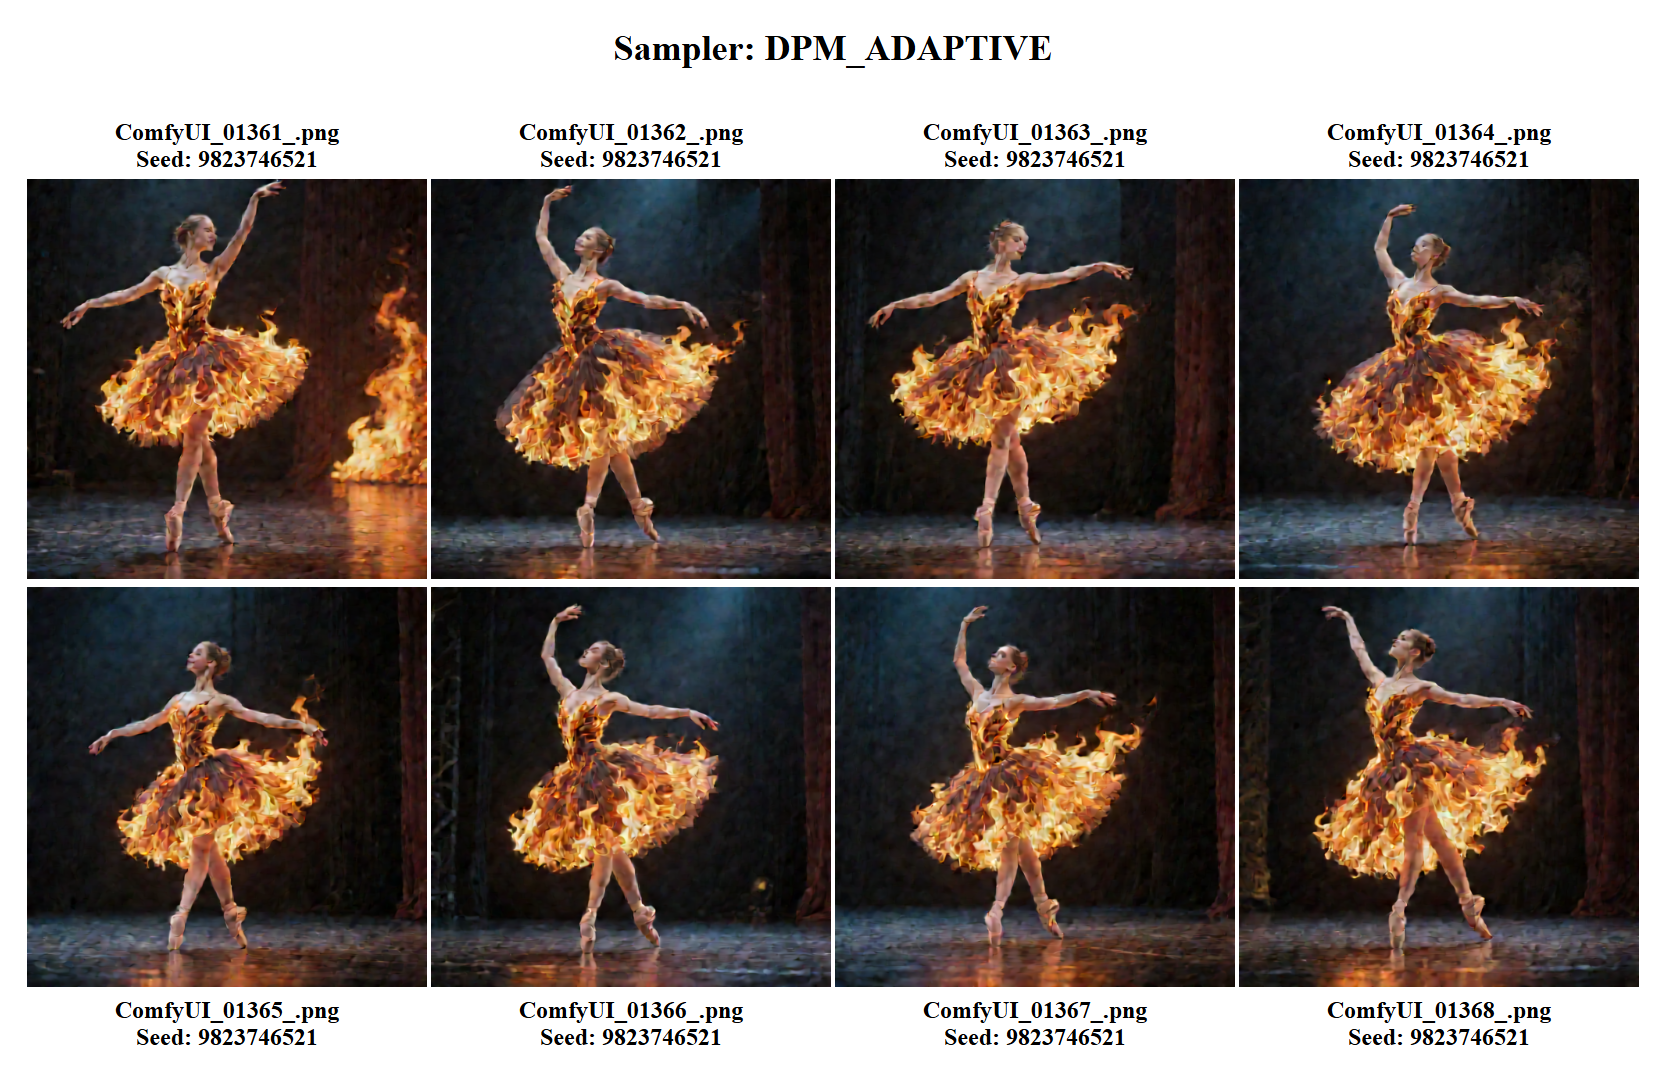 Sampler: DPM_ADAPTIVE
ComfyUI_01361_.png
Seed: 9823746521
ComfyUI_01362_.png
Seed: 9823746521
ComfyUI_01363_.png
Seed: 9823746521
ComfyUI_01364_.png
Seed: 9823746521
ComfyUI_01365_.png
Seed: 9823746521
ComfyUI_01366_.png
Seed: 9823746521
ComfyUI_01367_.png
Seed: 9823746521
ComfyUI_01368_.png
Seed: 9823746521